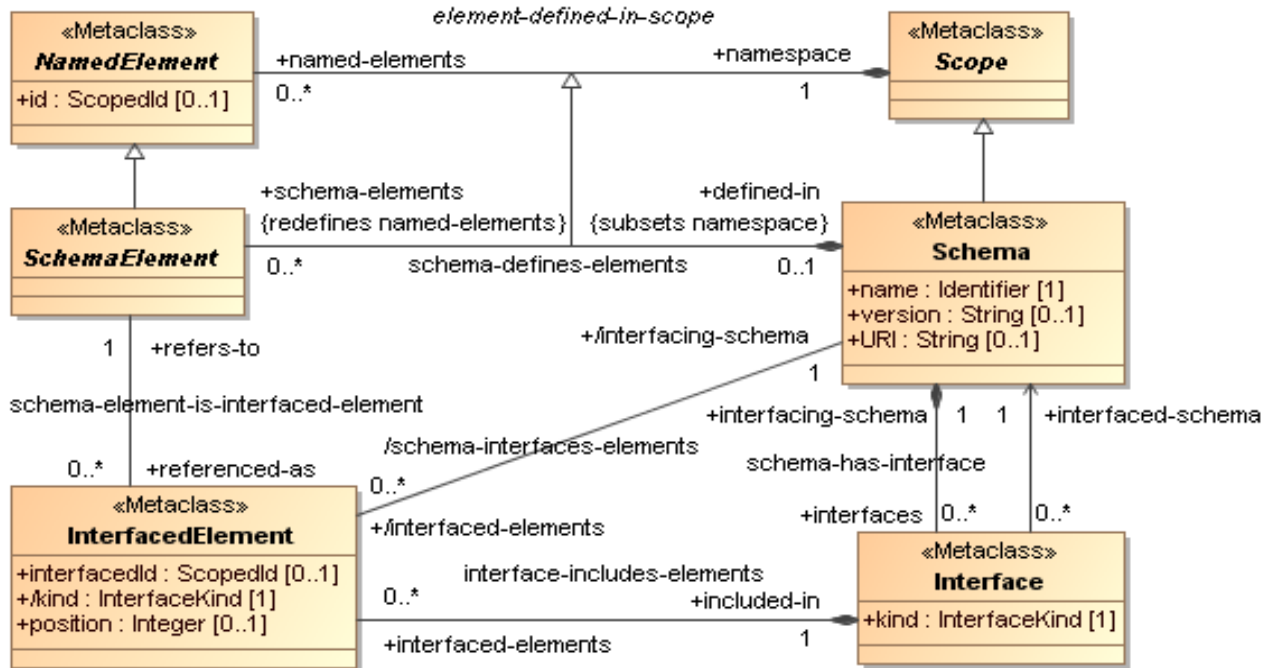 element-defined-in-scope
«Metaclass»
NamedElement
+id : ScopedId [0..1]
+named-elements
0..*
+namespace
1
«Metaclass»
Scope
«Metaclass»
SchemaElement
+schema-elements
{redefines named-elements}
0..*
schema-defines-elements
+defined-in
{subsets namespace}
0..1
«Metaclass»
Schema
+name : Identifier [1]
+version : String [0..1]
+URI : String [0..1]
1
+refers-to
schema-element-is-interfaced-element
0..*
+referenced-as
+/interfacing-schema
1
/schema-interfaces-elements
0..*
+/interfaced-elements
+interfacing-schema
1
1
+interfaced-schema
schema-has-interface
+interfaces
0..*
0..*
«Metaclass»
InterfacedElement
+interfacedId : ScopedId [0..1]
+/kind : InterfaceKind [1]
+position : Integer [0..1]
interface-includes-elements
0..*
+included-in
+interfaced-elements
1
«Metaclass»
Interface
+kind : InterfaceKind [1]